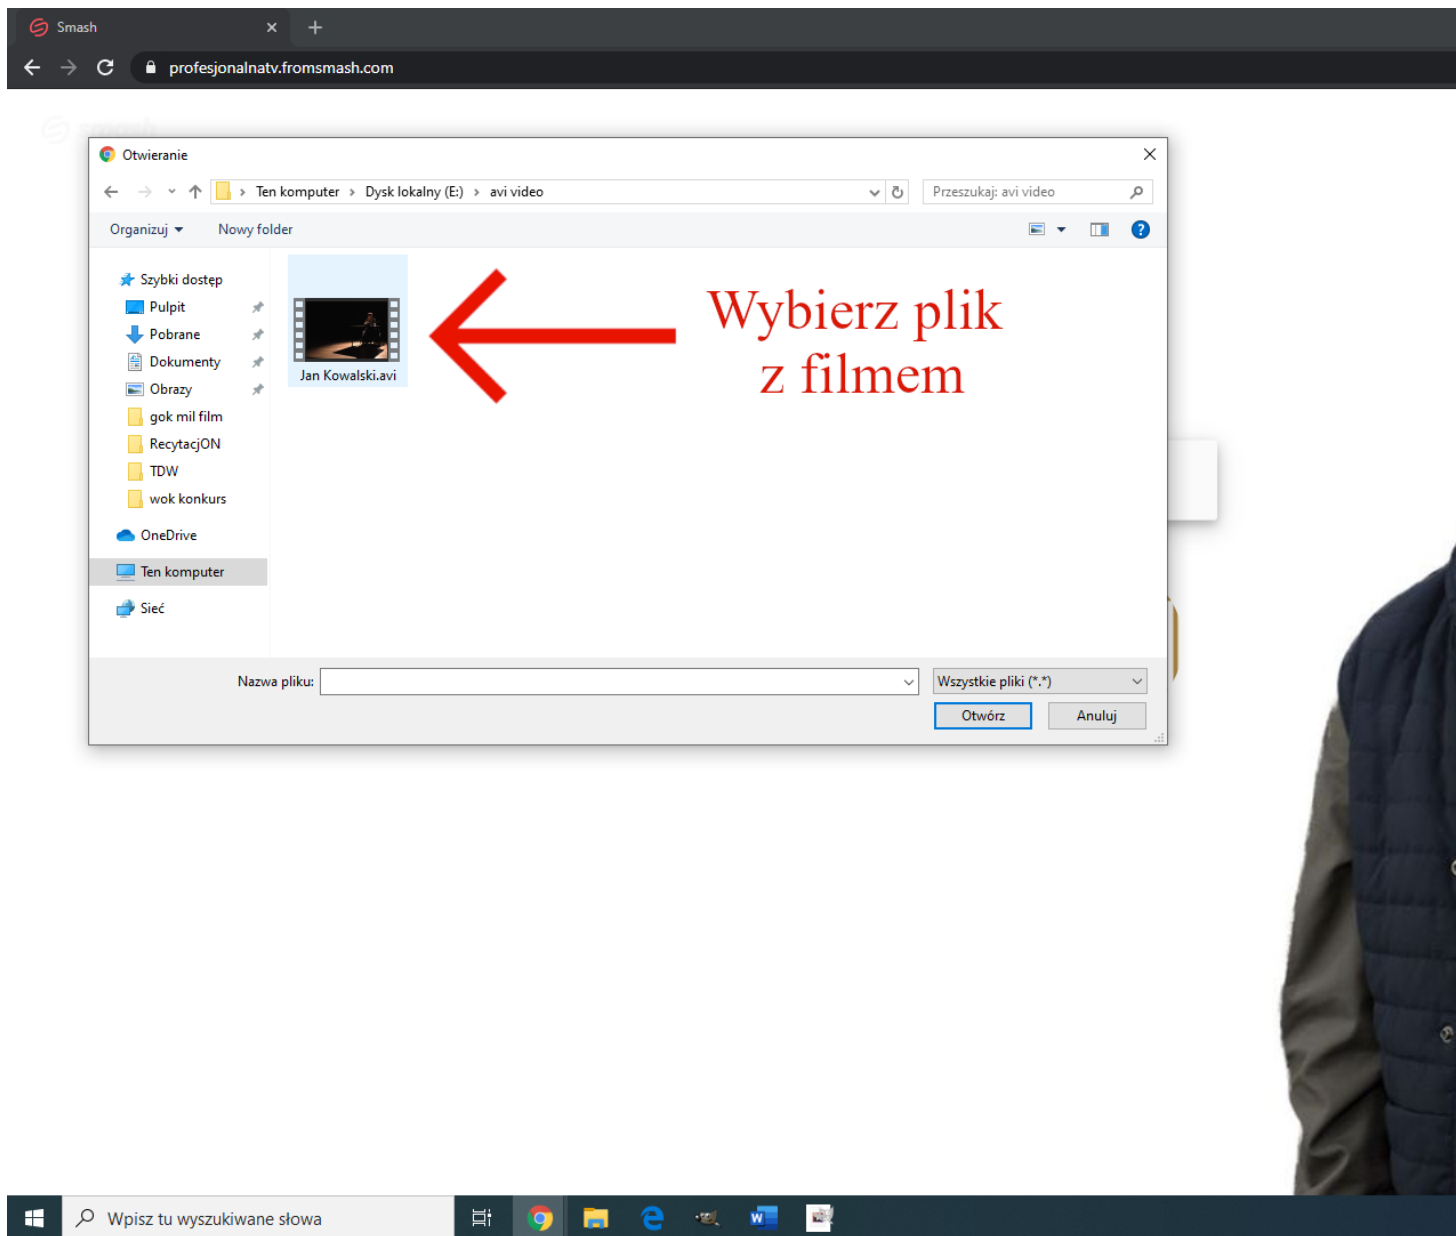 Smash
profesjonalnatv.fromsmash.com
smash
Otwieranie
Ten komputer > Dysk lokalny (E:) > avi video
Przeszukaj: avi video
Organizuj
Nowy folder
Szybki dostęp
Pulpit
Pobrane
Dokumenty
Obrazy
gok mil film
RecytacjON
TDW
wok konkurs
OneDrive
Ten komputer
Sieć
Jan Kowalski.avi
Wybierz plik
z filmem
Nazwa pliku:
Wszystkie pliki (*.*)
Otwórz
Anuluj
Wpisz tu wyszukiwane słowa